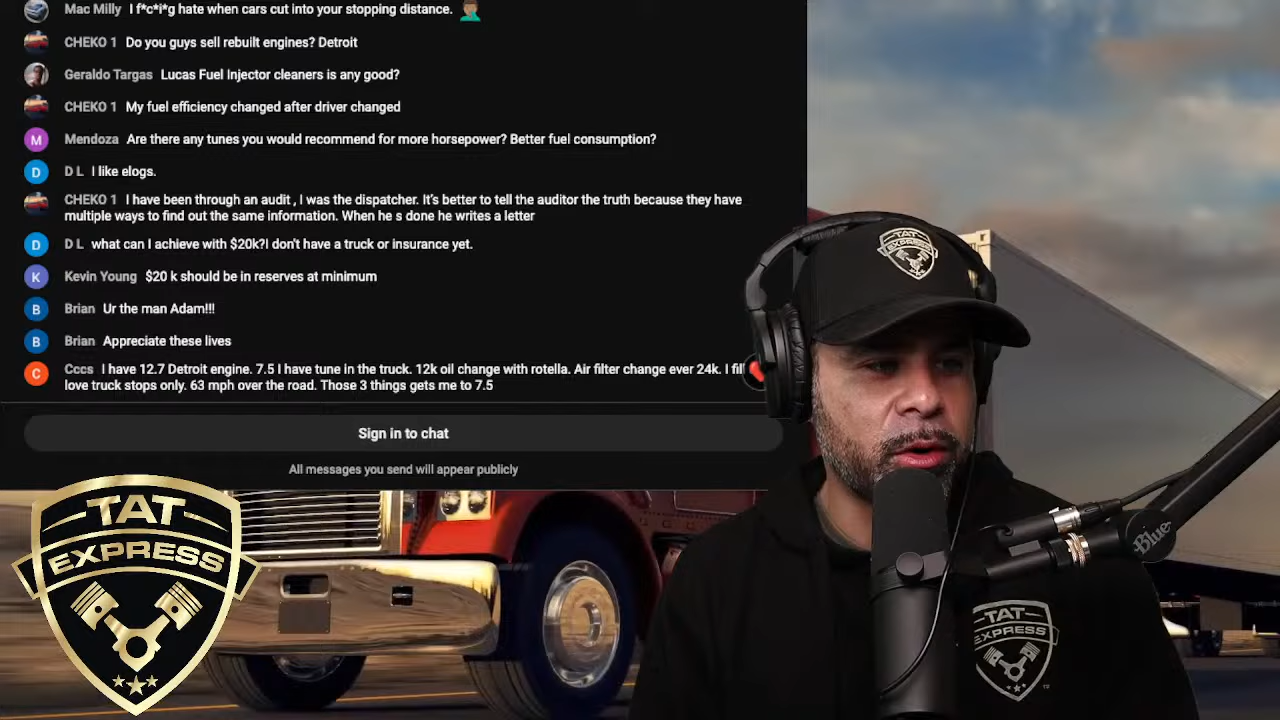 Mac Milly I f*c*i*g hate when cars cut into your stopping distance.
CHEKO 1 Do you guys sell rebuilt engines? Detroit
Geraldo Targas Lucas Fuel Injector cleaners is any good?
CHEKO 1 My fuel efficiency changed after driver changed
M Mendoza Are there any tunes you would recommend for more horsepower? Better fuel consumption?
D D L I like elogs.
CHEKO 1 I have been through an audit , I was the dispatcher. It's better to tell the auditor the truth because they have
multiple ways to find out the same information. When he s done he writes a letter
D D L what can I achieve with $20k?I don't have a truck or insurance yet.
K Kevin Young $20 k should be in reserves at minimum
B Brian Ur the man Adam!!!
B Brian Appreciate these lives
C Cccs I have 12.7 Detroit engine. 7.5 I have tune in the truck. 12k oil change with rotella. Air filter change ever 24k. I fil
love truck stops only. 63 mph over the road. Those 3 things gets me to 7.5
Sign in to chat
All messages you send will appear publicly
TAT
EXPRESS
TAT
EXPRESS
Blue
TAT
EXPRESS